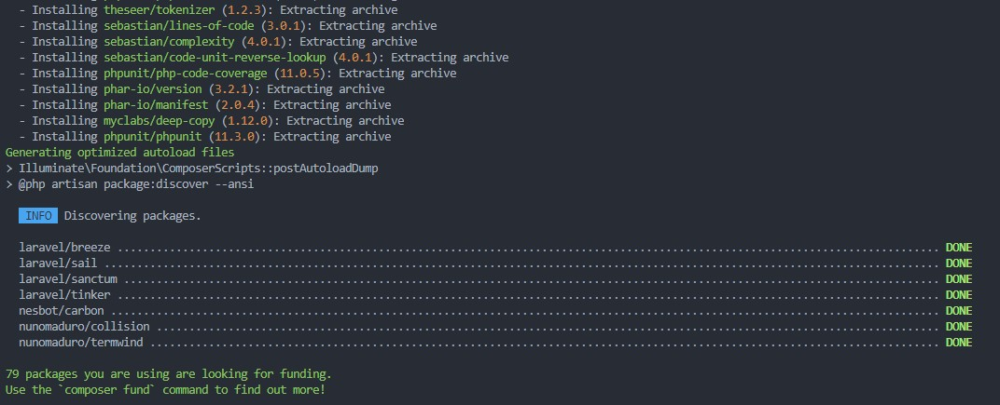 - Installing theseer/tokenizer (1.2.3): Extracting archive
- Installing sebastian/lines-of-code (3.0.1): Extracting archive
- Installing sebastian/complexity (4.0.1): Extracting archive
- Installing sebastian/code-unit-reverse-lookup (4.0.1): Extracting archive
- Installing phpunit/php-code-coverage (11.0.5): Extracting archive
- Installing phar-io/version (3.2.1): Extracting archive
- Installing phar-io/manifest (2.0.4): Extracting archive
- Installing myclabs/deep-copy (1.12.0): Extracting archive
- Installing phpunit/phpunit (11.3.0): Extracting archive
Generating optimized autoload files
> Illuminate\Foundation\ComposerScripts::postAutoloadDump
> @php artisan package:discover --ansi
INFO Discovering packages.
laravel/breeze .............................................................................................................................. DONE
laravel/sail ................................................................................................................................ DONE
laravel/sanctum ............................................................................................................................. DONE
laravel/tinker .............................................................................................................................. DONE
nesbot/carbon ............................................................................................................................... DONE
nunomaduro/collision ........................................................................................................................ DONE
nunomaduro/termwind ......................................................................................................................... DONE
79 packages you are using are looking for funding.
Use the `composer fund` command to find out more!